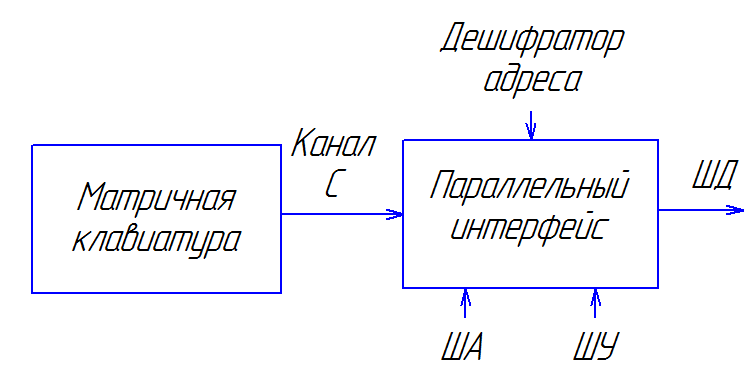 Дешифратор
адреса
Канал
С
Матричная
клавиатура
Параллельный
интерфейс
ШД
ША
ШУ